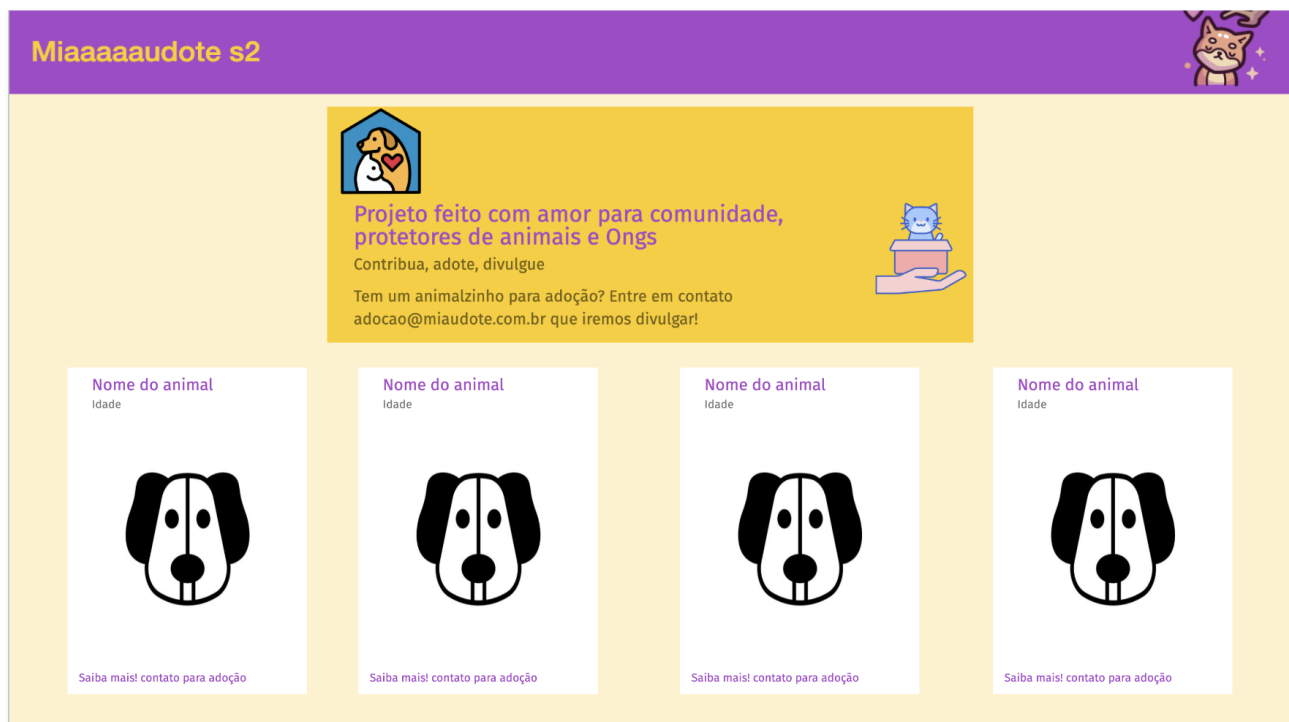 Miaaaaaudote s2
Projeto feito com amor para comunidade,
protetores de animais e Ongs
Contribua, adote, divulgue
Tem um animalzinho para adoção? Entre em contato
adocao@miaudote.com.br que iremos divulgar!
Nome do animal
Idade
Saiba mais! contato para adoção
Nome do animal
Idade
Saiba mais! contato para adoção
Nome do animal
Idade
Saiba mais! contato para adoção
Nome do animal
Idade
Saiba mais! contato para adoção